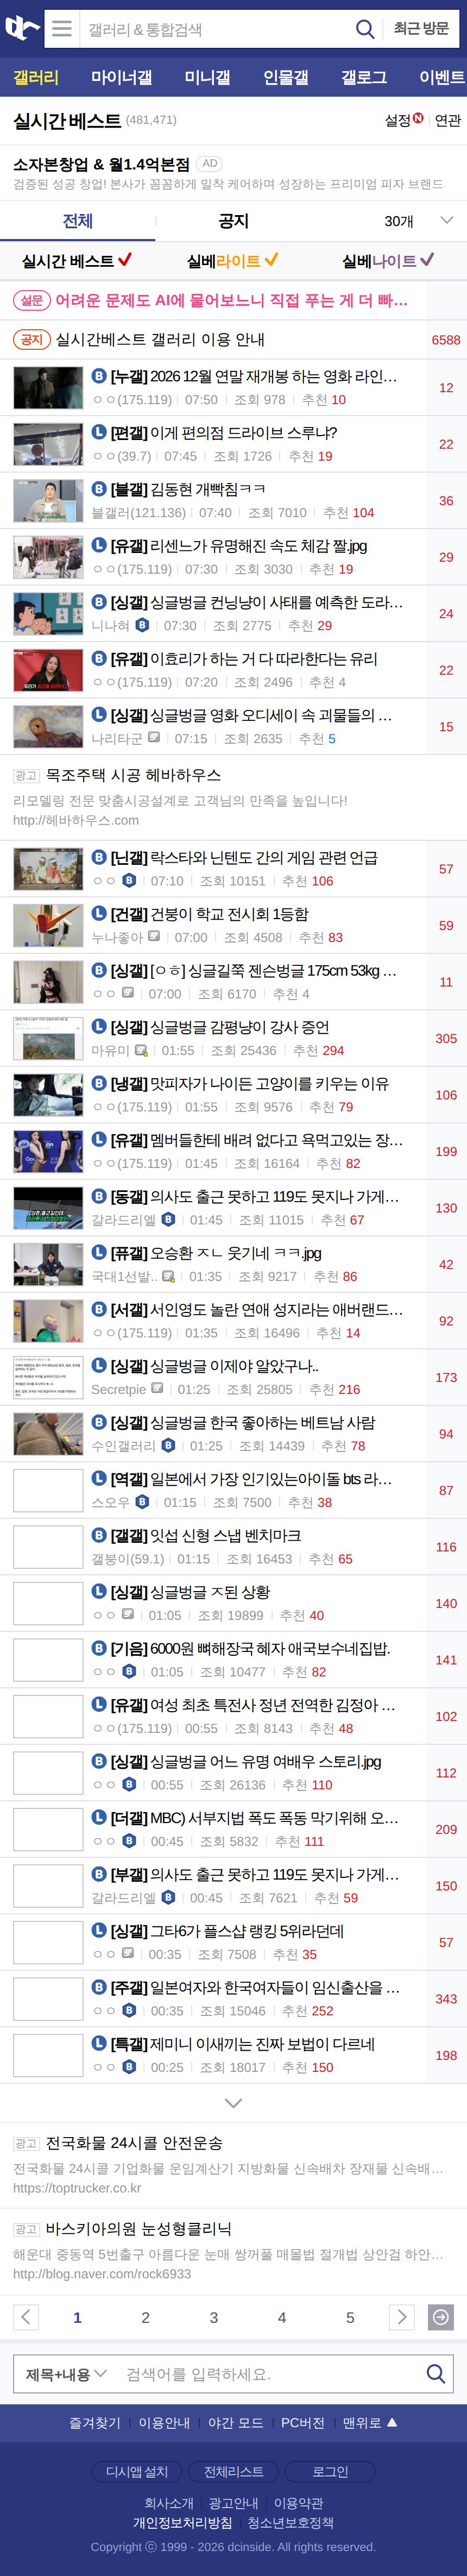 갤러리 & 통합검색
최근 방문
갤러리 마이너갤 미니갤 인물갤 갤로그 이벤트
실시간 베스트 (481,471)
설정 N 연관
소자본창업 & 월1.4억본점 AD
검증된 성공 창업! 본사가 꼼꼼하게 밀착 케어하며 성장하는 프리미엄 피자 브랜드
전체 공지 30개
실시간 베스트 실베라이트 실베나이트
설문 어려운 문제도 AI에 물어보느니 직접 푸는 게 더 빠…
공지 실시간베스트 갤러리 이용 안내 6588
B [누갤] 2026 12월 연말 재개봉 하는 영화 라인…
ㅇㅇ(175.119) 07:50 조회 978 추천 10
12
L [편갤] 이게 편의점 드라이브 스루냐?
ㅇㅇ(39.7) 07:45 조회 1726 추천 19
22
B [블갤] 김동현 개빡침ㅋㅋ
블갤러(121.136) 07:40 조회 7010 추천 104
36
L [유갤] 리센느가 유명해진 속도 체감 짤.jpg
ㅇㅇ(175.119) 07:30 조회 3030 추천 19
29
B [싱갤] 싱글벙글 컨닝냥이 사태를 예측한 도라…
니나혀 B 07:30 조회 2775 추천 29
24
B [유갤] 이효리가 하는 거 다 따라한다는 유리
ㅇㅇ(175.119) 07:20 조회 2496 추천 4
22
L [싱갤] 싱글벙글 영화 오디세이 속 괴물들의 …
나리타군 07:15 조회 2635 추천 5
15
광고 목조주택 시공 헤바하우스
리모델링 전문 맞춤시공설계로 고객님의 만족을 높입니다!
http://헤바하우스.com
B [닌갤] 락스타와 닌텐도 간의 게임 관련 언급
ㅇㅇ B 07:10 조회 10151 추천 106
57
L [건갤] 건붕이 학교 전시회 1등함
누나좋아 07:00 조회 4508 추천 83
59
B [싱갤] [ㅇㅎ] 싱글길쭉 젠슨벙글 175cm 53kg …
ㅇㅇ 07:00 조회 6170 추천 4
11
L [싱갤] 싱글벙글 감평냥이 강사 증언
마유미 01:55 조회 25436 추천 294
305
B [냉갤] 맛피자가 나이든 고양이를 키우는 이유
ㅇㅇ(175.119) 01:55 조회 9576 추천 79
106
L [유갤] 멤버들한테 배려 없다고 욕먹고있는 장…
ㅇㅇ(175.119) 01:45 조회 16164 추천 82
199
B [동갤] 의사도 출근 못하고 119도 못지나 가게…
갈라드리엘 B 01:45 조회 11015 추천 67
130
L [퓨갤] 오승환 ㅈㄴ 웃기네 ㅋㅋ.jpg
국대1선발.. 01:35 조회 9217 추천 86
42
B [서갤] 서인영도 놀란 연애 성지라는 애버랜드…
ㅇㅇ(175.119) 01:35 조회 16496 추천 14
92
L [싱갤] 싱글벙글 이제야 알았구나..
Secretpie 01:25 조회 25805 추천 216
173
B [싱갤] 싱글벙글 한국 좋아하는 베트남 사람
수인갤러리 B 01:25 조회 14439 추천 78
94
L [역갤] 일본에서 가장 인기있는아이돌 bts 라…
스오우 B 01:15 조회 7500 추천 38
87
B [갤갤] 잇섭 신형 스냅 벤치마크
갤붕이(59.1) 01:15 조회 16453 추천 65
116
L [싱갤] 싱글벙글 ㅈ된 상황
ㅇㅇ 01:05 조회 19899 추천 40
140
B [기음] 6000원 뼈해장국 혜자 애국보수네집밥.
ㅇㅇ B 01:05 조회 10477 추천 82
141
L [유갤] 여성 최초 특전사 정년 전역한 김정아 …
ㅇㅇ(175.119) 00:55 조회 8143 추천 48
102
B [싱갤] 싱글벙글 어느 유명 여배우 스토리.jpg
ㅇㅇ B 00:55 조회 26136 추천 110
112
L [더갤] MBC) 서부지법 폭도 폭동 막기위해 오…
ㅇㅇ B 00:45 조회 5832 추천 111
209
B [부갤] 의사도 출근 못하고 119도 못지나 가게…
갈라드리엘 B 00:45 조회 7621 추천 59
150
L [싱갤] 그타6가 플스샵 랭킹 5위라던데
ㅇㅇ 00:35 조회 7508 추천 35
57
B [주갤] 일본여자와 한국여자들이 임신출산을 …
ㅇㅇ B 00:35 조회 15046 추천 252
343
L [특갤] 제미니 이새끼는 진짜 보법이 다르네
ㅇㅇ B 00:25 조회 18017 추천 150
198
광고 전국화물 24시콜 안전운송
전국화물 24시콜 기업화물 운임계산기 지방화물 신속배차 장재물 신속배…
https://toptrucker.co.kr
광고 바스키아의원 눈성형클리닉
해운대 중동역 5번출구 아름다운 눈매 쌍꺼풀 매몰법 절개법 상안검 하안…
http://blog.naver.com/rock6933
1 2 3 4 5
제목+내용 검색어를 입력하세요.
즐겨찾기 이용안내 야간 모드 PC버전 맨위로
디시앱 설치 전체리스트 로그인
회사소개 광고안내 이용약관
개인정보처리방침 청소년보호정책
Copyright ⓒ 1999 - 2026 dcinside. All rights reserved.